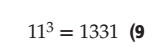 11³ = 1331 (9